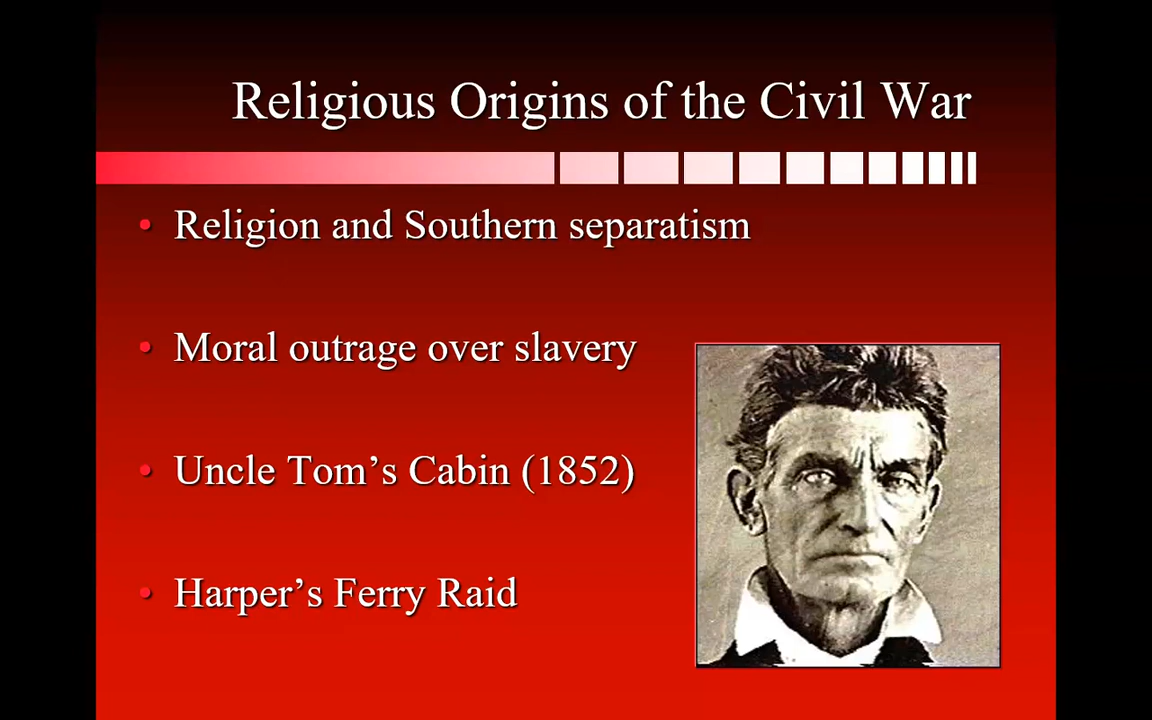 Religious Origins of the Civil War
• Religion and Southern separatism
• Moral outrage over slavery
• Uncle Tom’s Cabin (1852)
• Harper’s Ferry Raid